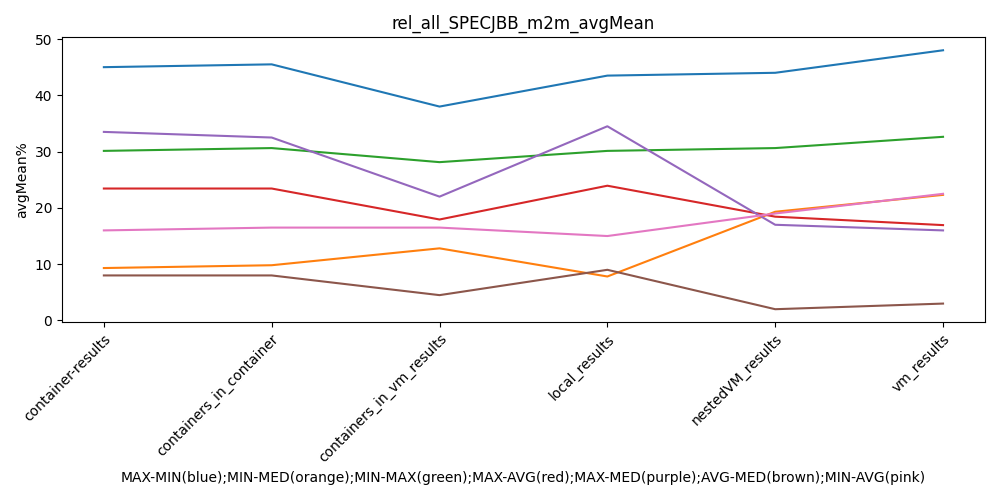 rel_all_SPECJBB_m2m_avgMean
50
40
30
20
10
0
avgMean%
container-results
containers_in_container
containers_in_vm_results
local_results
nestedVM_results
vm_results
MAX-MIN(blue);MIN-MED(orange);MIN-MAX(green);MAX-AVG(red);MAX-MED(purple);AVG-MED(brown);MIN-AVG(pink)